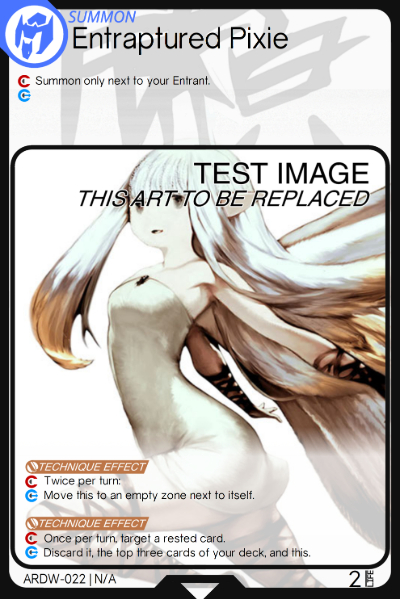 SUMMON
Entraptured Pixie
Summon only next to your Entrant.
TEST IMAGE
THIS ART TO BE REPLACED
TECHNIQUE EFFECT
Twice per turn:
Move this to an empty zone next to itself.
TECHNIQUE EFFECT
Once per turn, target a rested card.
Discard it, the top three cards of your deck, and this.
ARDW-022 | N/A
2 LIFE